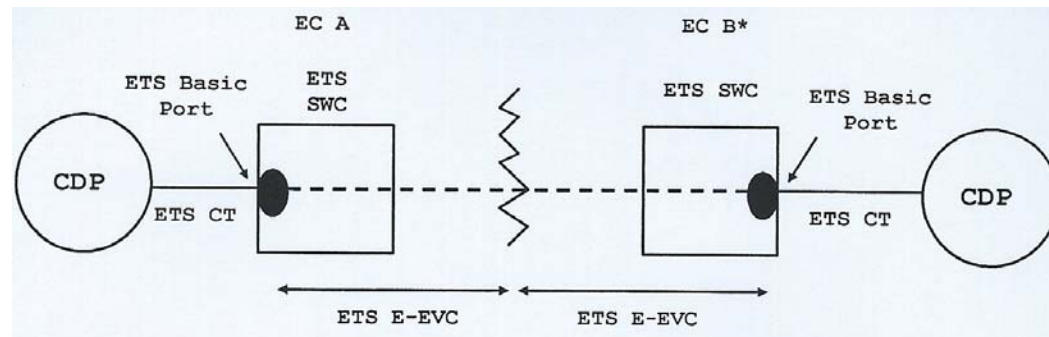 EC A
EC B*
ETS Basic
Port
ETS
SWC
ETS SWC
ETS Basic
Port
CDP
ETS CT
ETS CT
CDP
ETS E-EVC
ETS E-EVC